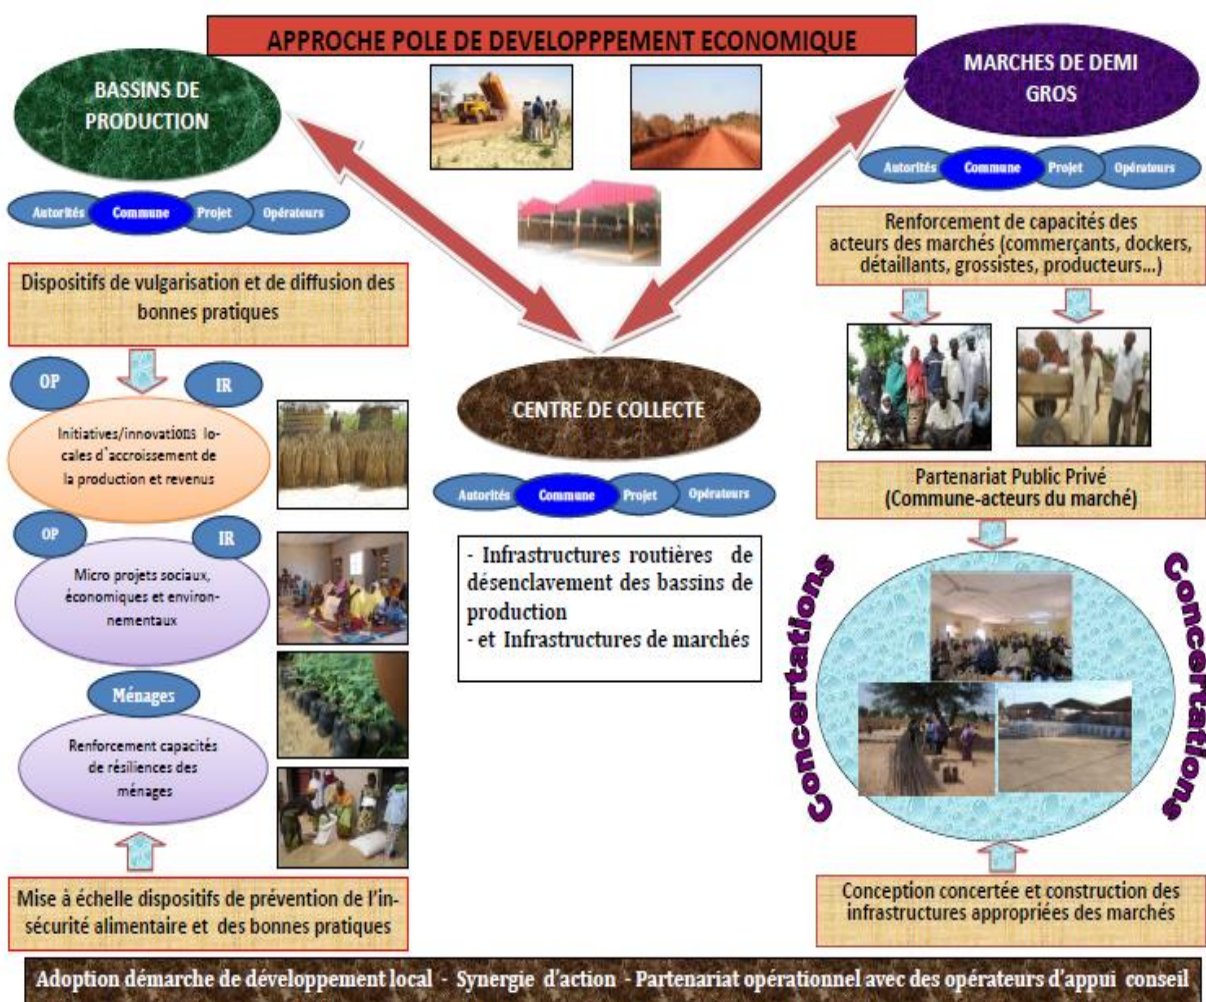 APPROCHE POLE DE DEVELOPPPEMENT ECONOMIQUE
BASSINS DE
PRODUCTION
Autorités
Commune
Projet
Opérateurs
Dispositifs de vulgarisation et de diffusion des
bonnes pratiques
OP
IR
Initiatives/innovations lo-
cales d'accroissement de
la production et revenus
OP
IR
Micro projets sociaux,
économiques et environ-
nementaux
Ménages
Renforcement capacités
de résiliences des
ménages
Mise à échelle dispositifs de prévention de l'in-
sécurité alimentaire et des bonnes pratiques
CENTRE DE COLLECTE
Autorités
Commune
Projet
Opérateurs
- Infrastructures routières de
désenclavement des bassins de
production
- et Infrastructures de marchés
MARCHES DE DEMI
GROS
Autorités
Commune
Projet
Opérateurs
Renforcement de capacités des
acteurs des marchés (commerçants, dockers,
détaillants, grossistes, producteurs...)
Partenariat Public Privé
(Commune-acteurs du marché)
Concertations
Concertations
Conception concertée et construction des
infrastructures appropriées des marchés
Adoption démarche de développement local - Synergie d'action - Partenariat opérationnel avec des opérateurs d'appui conseil